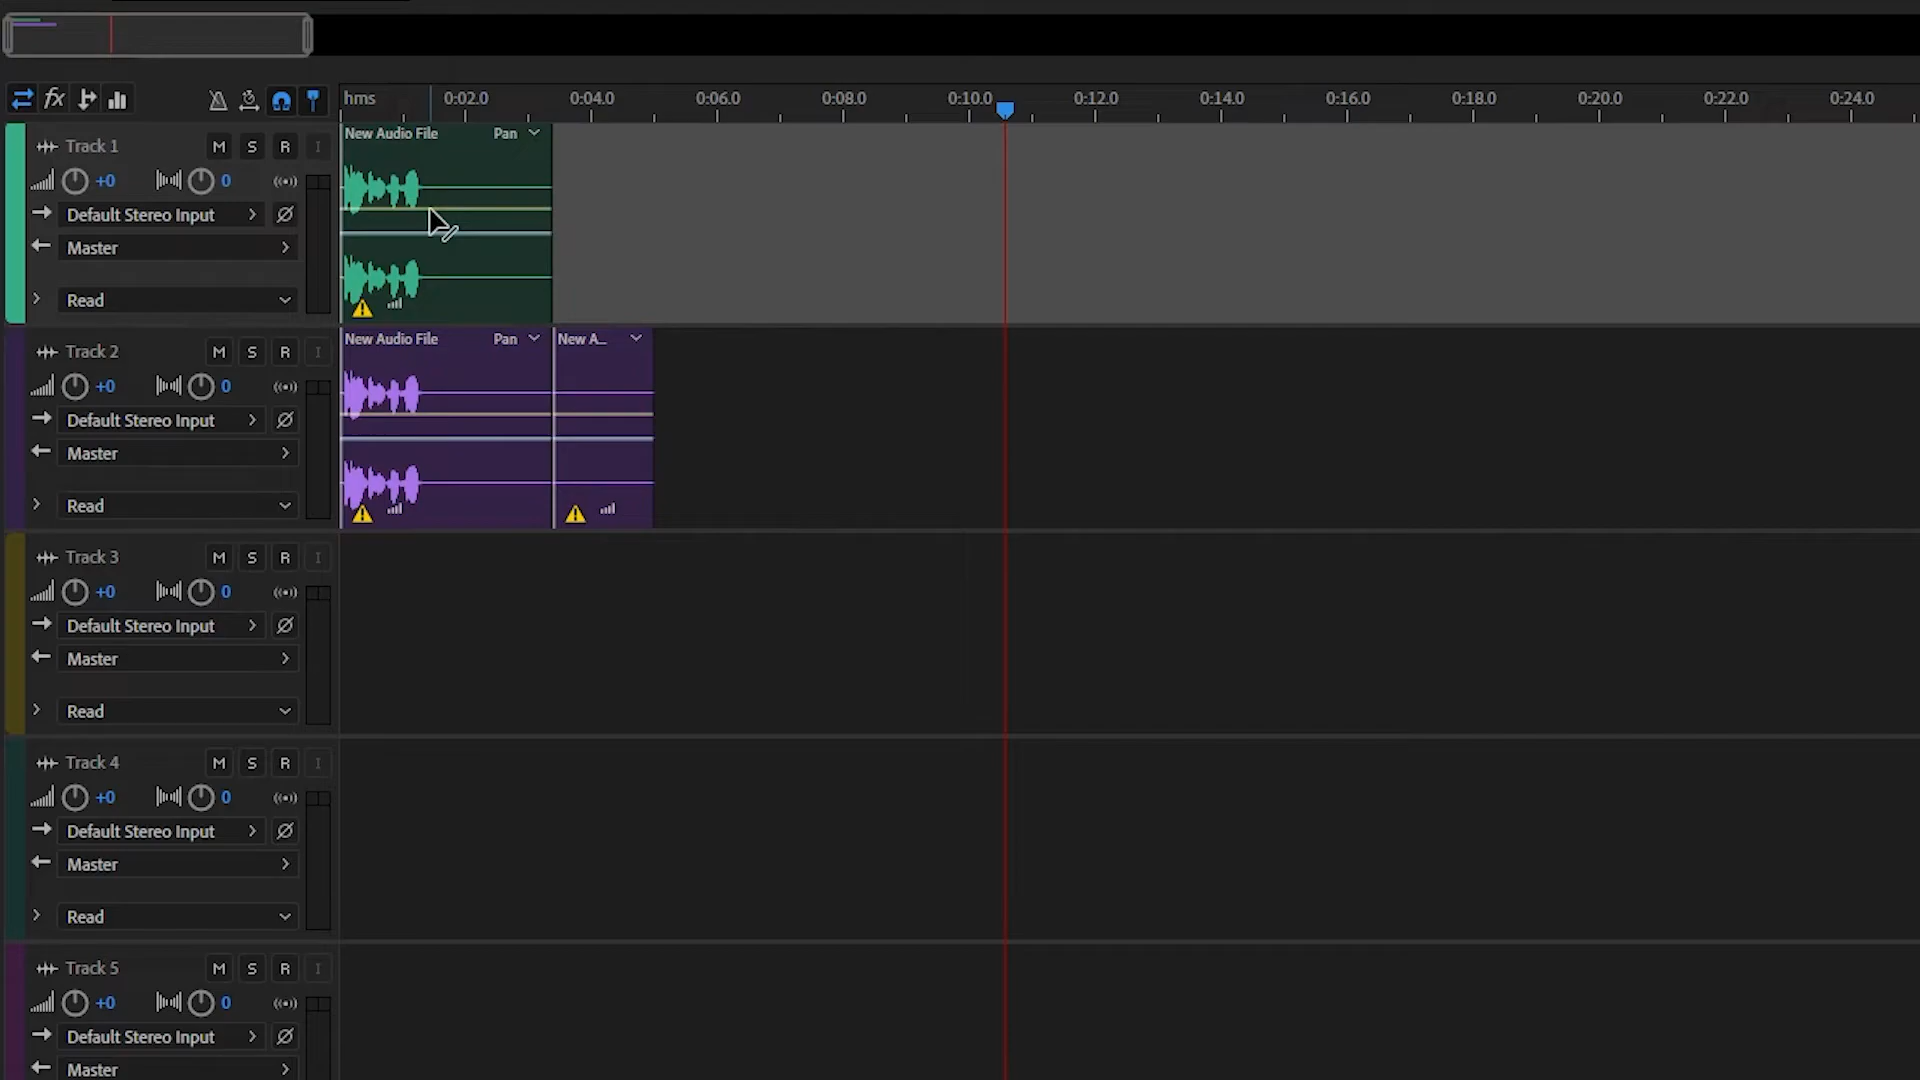 hms 0:02.0 0:04.0 0:06.0 0:08.0 0:10.0 0:12.0 0:14.0 0:16.0 0:18.0 0:20.0 0:22.0 0:24.0
fx
Track 1 M S R I
+0 0
Default Stereo Input
Master
Read
New Audio File Pan
Track 2 M S R I
+0 0
Default Stereo Input
Master
Read
New Audio File Pan New A...
Track 3 M S R I
+0 0
Default Stereo Input
Master
Read
Track 4 M S R I
+0 0
Default Stereo Input
Master
Read
Track 5 M S R I
+0 0
Default Stereo Input
Master